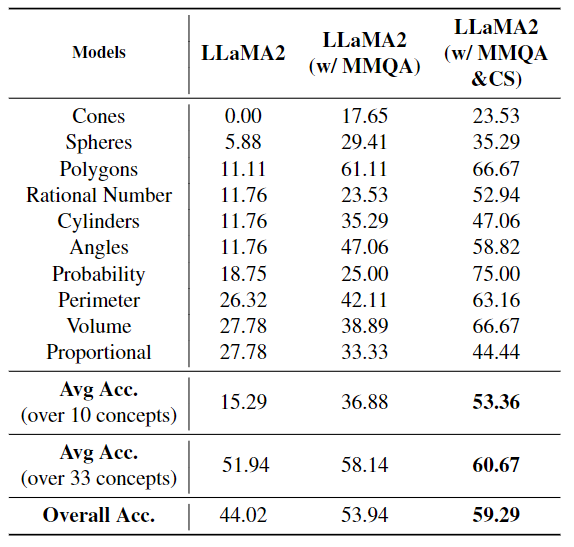 Models LLaMA2 LLaMA2 (w/ MMQA) LLaMA2 (w/ MMQA &CS)
Cones 0.00 17.65 23.53
Spheres 5.88 29.41 35.29
Polygons 11.11 61.11 66.67
Rational Number 11.76 23.53 52.94
Cylinders 11.76 35.29 47.06
Angles 11.76 47.06 58.82
Probability 18.75 25.00 75.00
Perimeter 26.32 42.11 63.16
Volume 27.78 38.89 66.67
Proportional 27.78 33.33 44.44
Avg Acc.
(over 10 concepts) 15.29 36.88 53.36
Avg Acc.
(over 33 concepts) 51.94 58.14 60.67
Overall Acc. 44.02 53.94 59.29